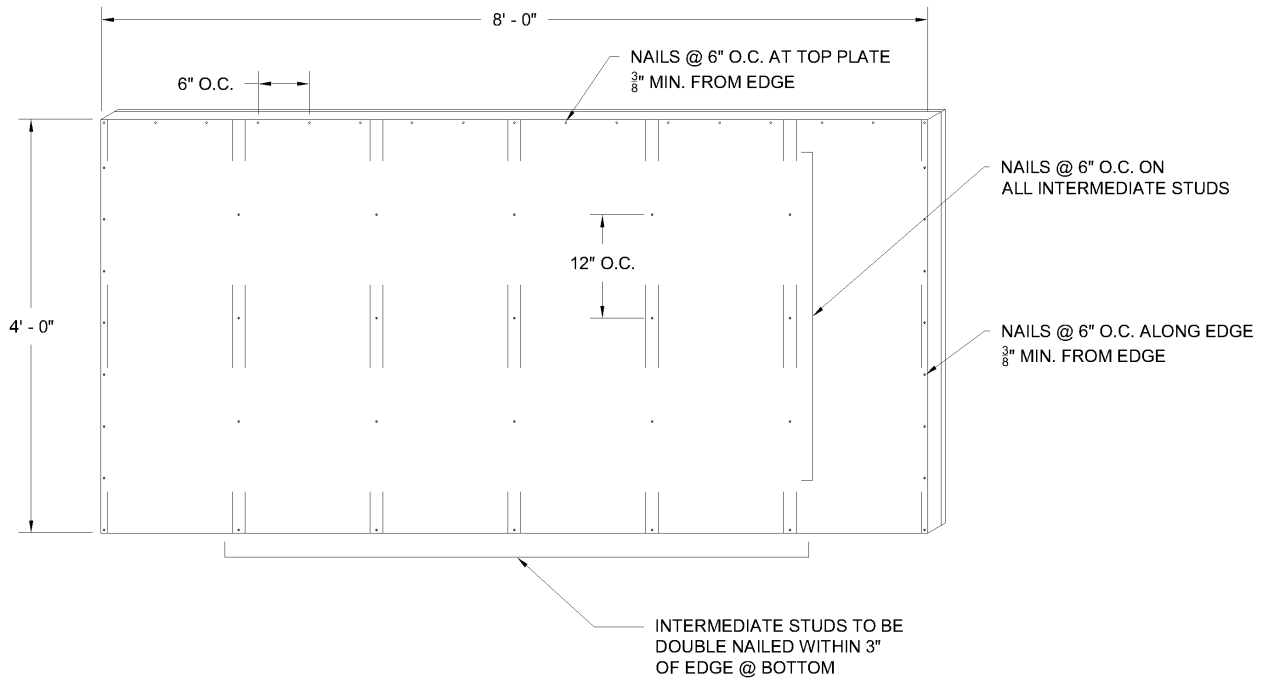 8' - 0"
NAILS @ 6" O.C. AT TOP PLATE
3/8" MIN. FROM EDGE
6" O.C.
NAILS @ 6" O.C. ON
ALL INTERMEDIATE STUDS
12" O.C.
4' - 0"
NAILS @ 6" O.C. ALONG EDGE
3/8" MIN. FROM EDGE
INTERMEDIATE STUDS TO BE
DOUBLE NAILED WITHIN 3"
OF EDGE @ BOTTOM